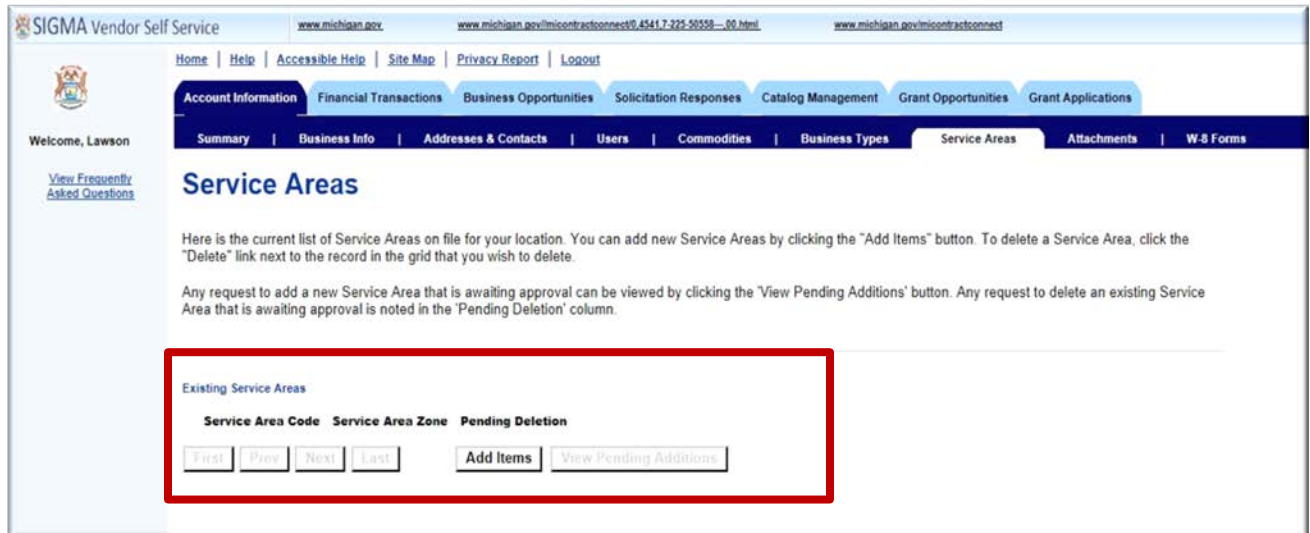 SIGMA Vendor Self Service www.michigan.gov www.michigan.gov//micontractconnect/0,4541,7-225-50558---,00.html www.michigan.gov/micontractconnect
Home | Help | Accessible Help | Site Map | Privacy Report | Logout
Account Information Financial Transactions Business Opportunities Solicitation Responses Catalog Management Grant Opportunities Grant Applications
Welcome, Lawson
Summary | Business Info | Addresses & Contacts | Users | Commodities | Business Types Service Areas Attachments | W-8 Forms
View Frequently
Asked Questions
Service Areas
Here is the current list of Service Areas on file for your location. You can add new Service Areas by clicking the "Add Items" button. To delete a Service Area, click the
"Delete" link next to the record in the grid that you wish to delete.
Any request to add a new Service Area that is awaiting approval can be viewed by clicking the 'View Pending Additions' button. Any request to delete an existing Service
Area that is awaiting approval is noted in the 'Pending Deletion' column.
Existing Service Areas
Service Area Code Service Area Zone Pending Deletion
First Prev Next Last Add Items View Pending Additions